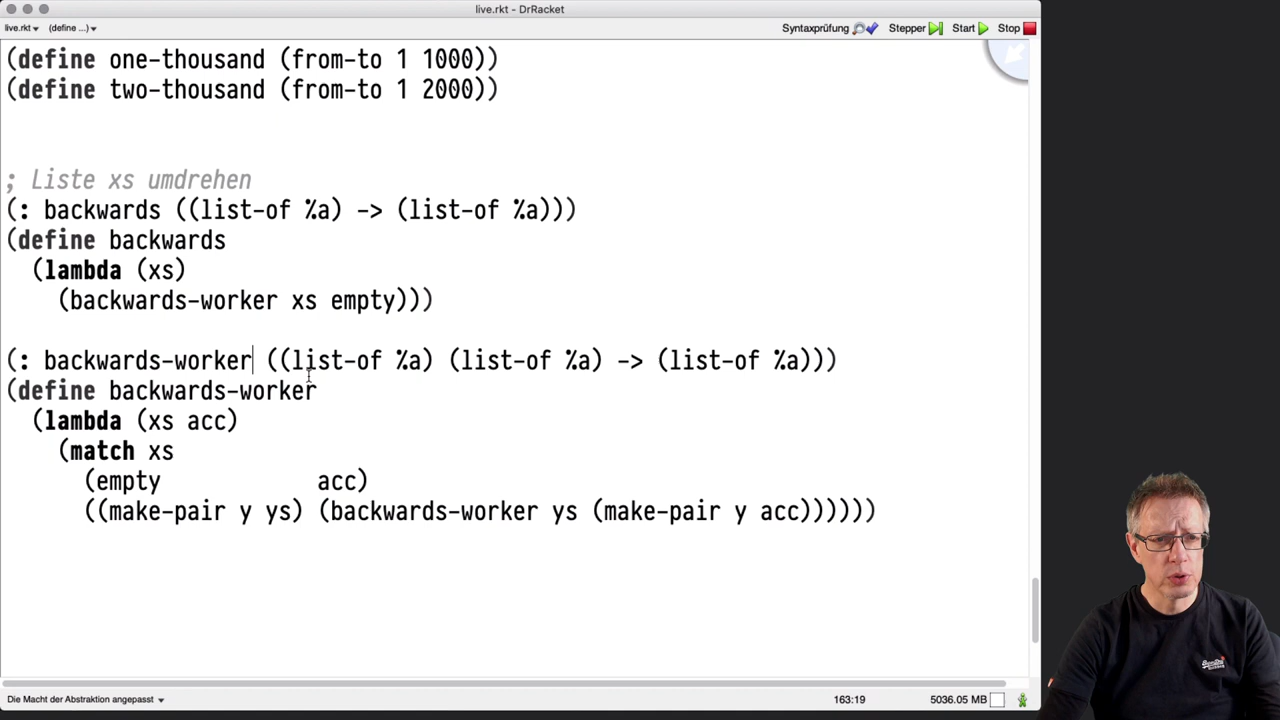 live.rkt - DrRacket
live.rkt (define ...) Syntaxprüfung Stepper Start Stop
(define one-thousand (from-to 1 1000))
(define two-thousand (from-to 1 2000))
; Liste xs umdrehen
(: backwards ((list-of %a) -> (list-of %a)))
(define backwards
(lambda (xs)
(backwards-worker xs empty)))
(: backwards-worker ((list-of %a) (list-of %a) -> (list-of %a)))
(define backwards-worker
(lambda (xs acc)
(match xs
(empty acc)
((make-pair y ys) (backwards-worker ys (make-pair y acc))))))
Die Macht der Abstraktion angepasst 163:19 5036.05 MB